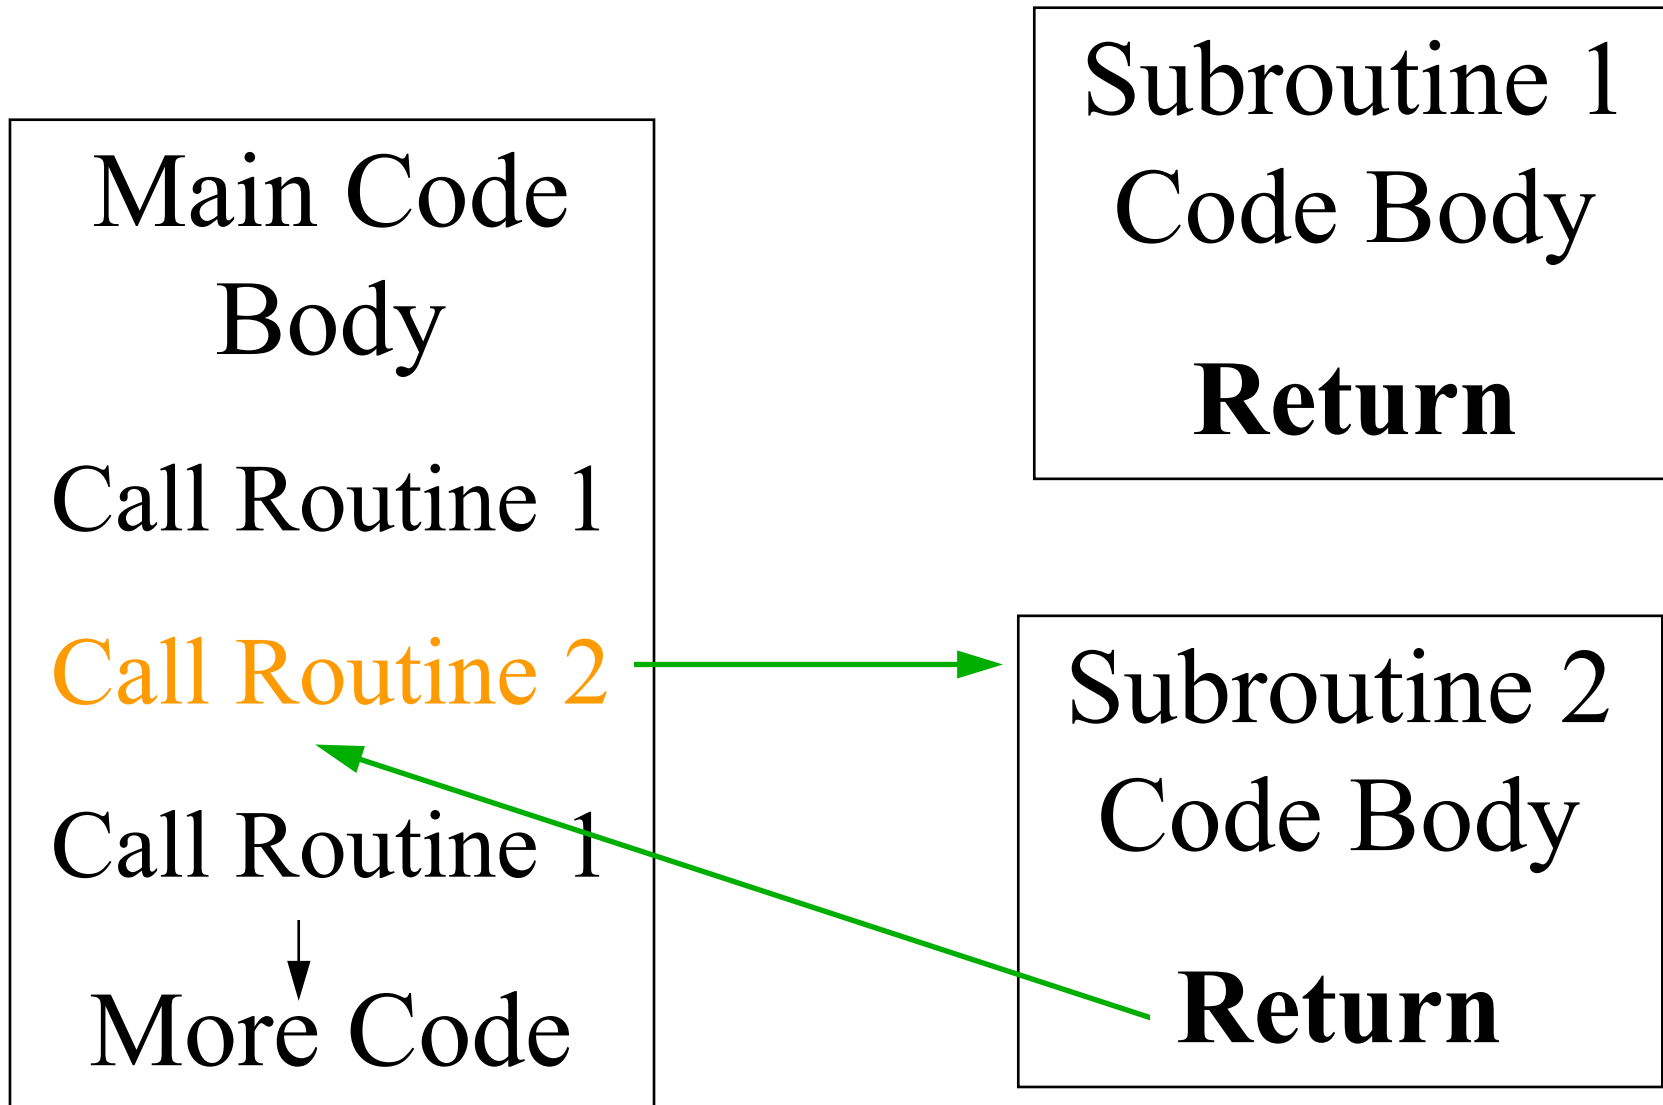 Main Code
Body
Call Routine 1
Call Routine 2
Call Routine 1
More Code
Subroutine 1
Code Body
Return
Subroutine 2
Code Body
Return